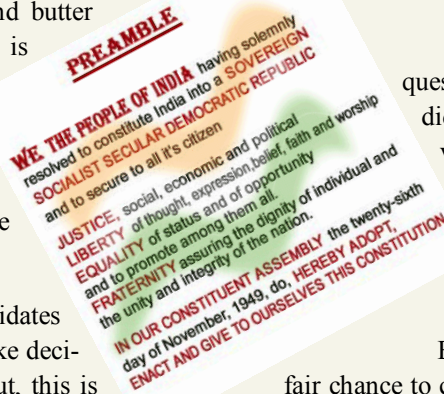 nd butter
is
PREAMBLE
WE, THE PEOPLE OF INDIA having solemnly
resolved to constitute India into a SOVEREIGN
SOCIALIST SECULAR DEMOCRATIC REPUBLIC
and to secure to all it's citizen
JUSTICE, social, economic and political
LIBERTY of thought, expression,belief, faith and worship
EQUALITY of status and of opportunity
and to promote among them all.
FRATERNITY assuring the dignity of individual and
the unity and integrity of the nation.
IN OUR CONSTITUENT ASSEMBLY the twenty-sixth
day of November, 1949, do, HEREBY ADOPT,
ENACT AND GIVE TO OURSELVES THIS CONSTITUTION
e
idates
ke deci-
ut, this is
ques
dic
fair chance to c